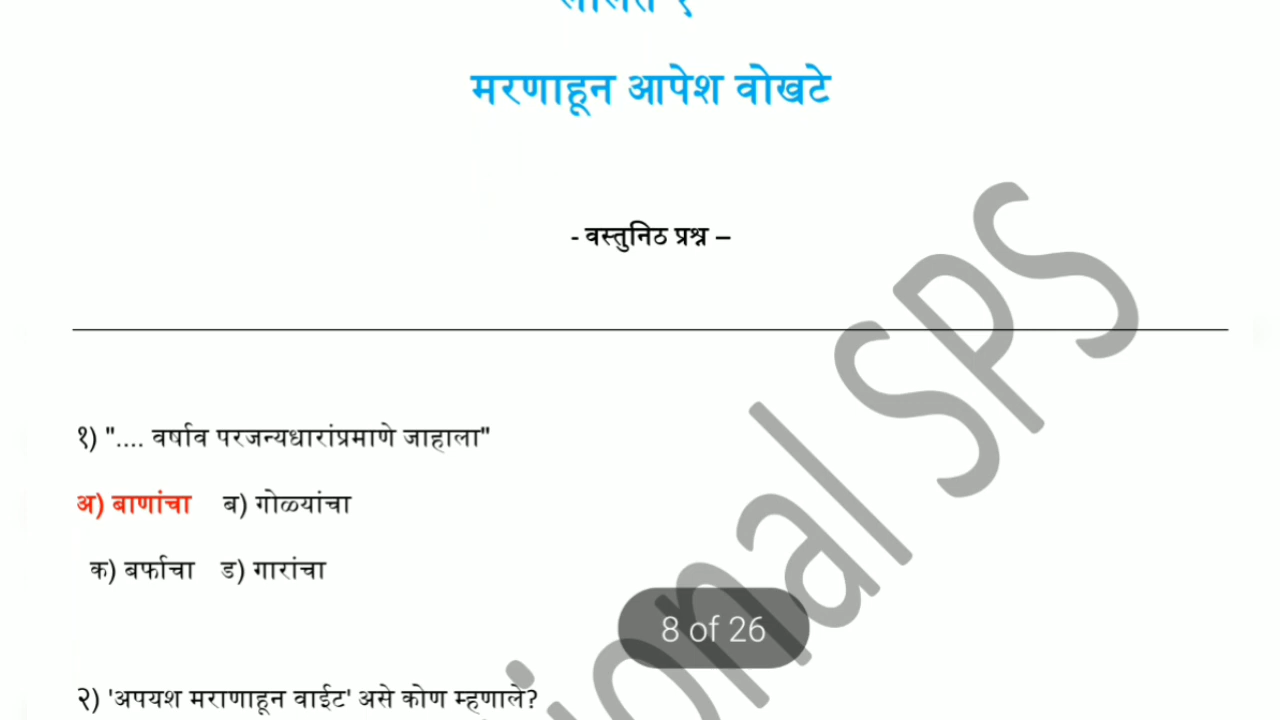 मरणाहून आपेश वोखटे
- वस्तुनिठ प्रश्न –
१) ".... वर्षाव परजन्यधारांप्रमाणे जाहाला"
अ) बाणांचा ब) गोळ्यांचा
क) बर्फाचा ड) गारांचा
8 of 26
२) 'अपयश मराणाहून वाईट' असे कोण म्हणाले?
SPS